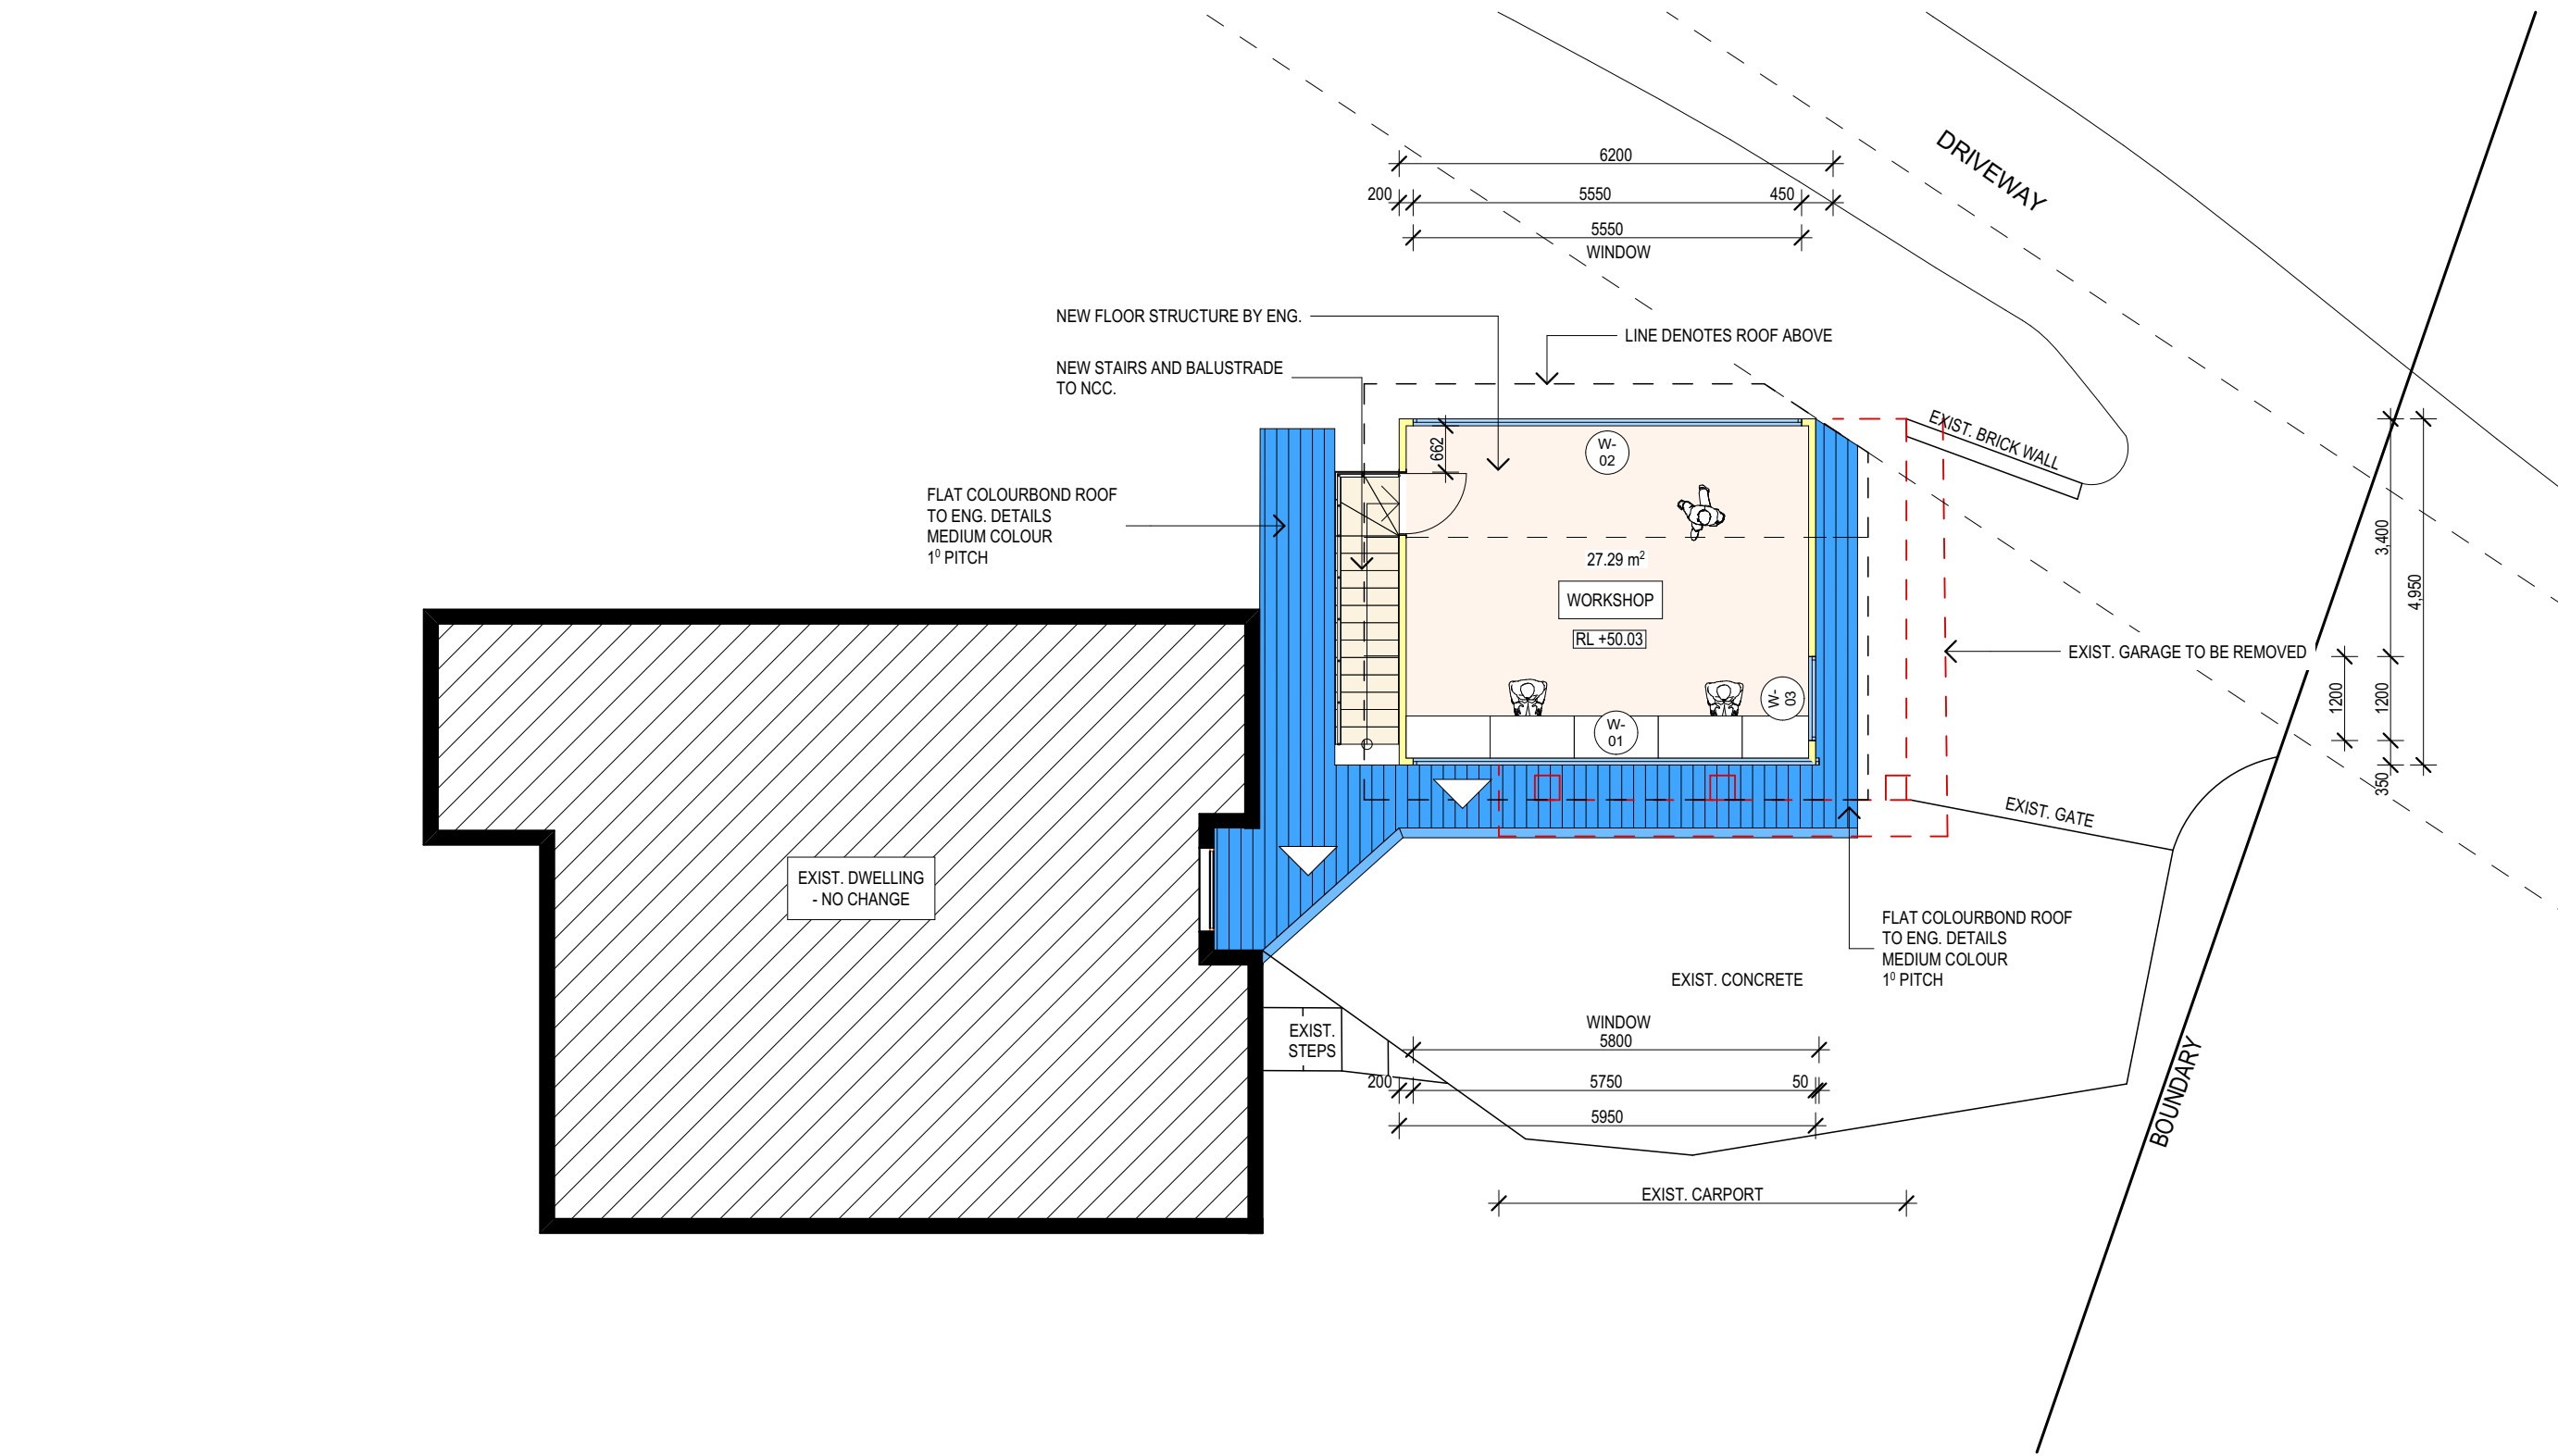 DRIVEWAY
6200
200
5550
450
5550
WINDOW
NEW FLOOR STRUCTURE BY ENG.
LINE DENOTES ROOF ABOVE
NEW STAIRS AND BALUSTRADE
TO NCC.
EXIST. BRICK WALL
662
W-
02
FLAT COLOURBOND ROOF
TO ENG. DETAILS
MEDIUM COLOUR
1⁰ PITCH
3,400
4,950
27.29 m²
WORKSHOP
RL +50.03
EXIST. GARAGE TO BE REMOVED
1200
1200
350
W-
03
W-
01
EXIST. GATE
EXIST. DWELLING
- NO CHANGE
FLAT COLOURBOND ROOF
TO ENG. DETAILS
MEDIUM COLOUR
1⁰ PITCH
EXIST. CONCRETE
EXIST.
STEPS
WINDOW
5800
200
5750
50
5950
BOUNDARY
EXIST. CARPORT